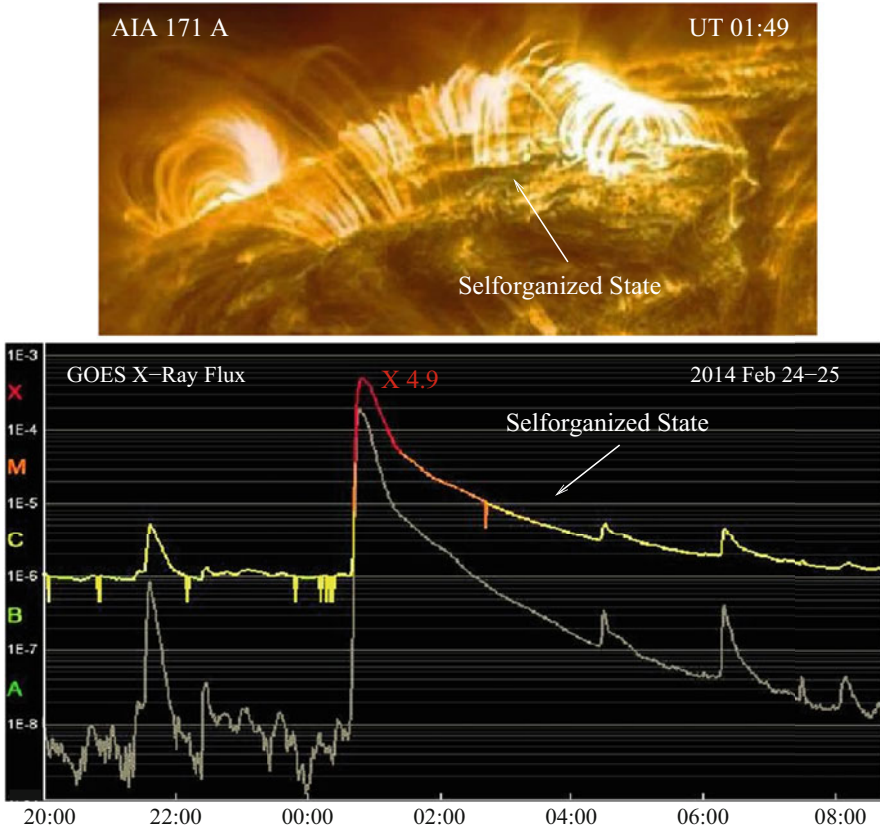 AIA 171 A
UT 01:49
Selforganized State
1E-3
GOES X−Ray Flux
X 4.9
2014 Feb 24−25
X
Selforganized State
1E-4
M
1E-5
C
1E-6
B
1E-7
A
1E-8
20:00 22:00 00:00 02:00 04:00 06:00 08:00